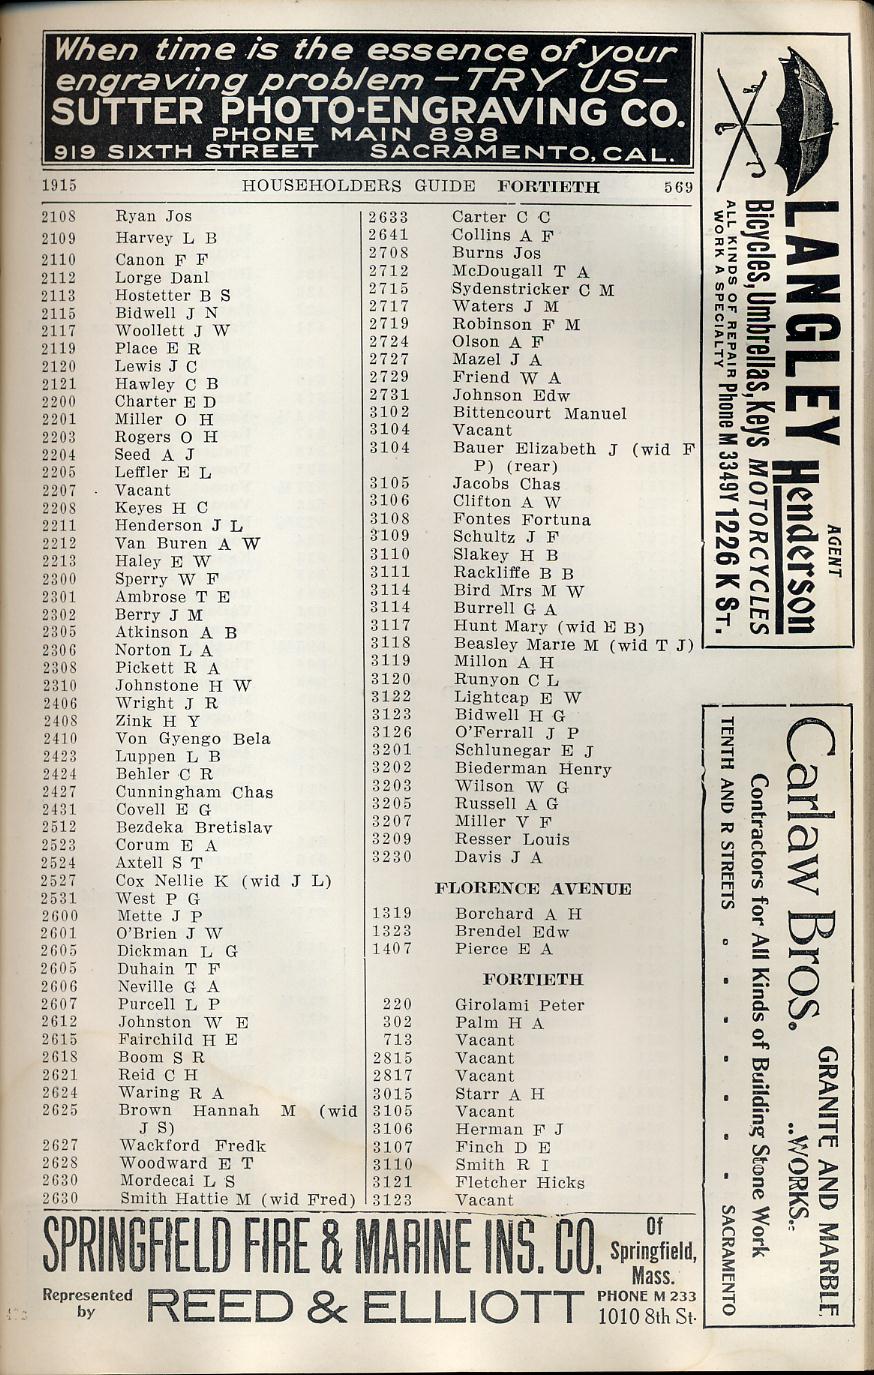 When time is the essence of your
engraving problem — TRY US —
SUTTER PHOTO-ENGRAVING CO.
PHONE MAIN 898
919 SIXTH STREET SACRAMENTO, CAL.
1915 HOUSEHOLDERS GUIDE FORTIETH 569
2108 Ryan Jos
2109 Harvey L B
2110 Canon F F
2112 Lorge Danl
2113 Hostetter B S
2115 Bidwell J N
2117 Woollett J W
2119 Place E R
2120 Lewis J C
2121 Hawley C B
2200 Charter E D
2201 Miller O H
2203 Rogers O H
2204 Seed A J
2205 Leffler E L
2207 Vacant
2208 Keyes H C
2211 Henderson J L
2212 Van Buren A W
2213 Haley E W
2300 Sperry W F
2301 Ambrose T E
2302 Berry J M
2305 Atkinson A B
2306 Norton L A
2308 Pickett R A
2310 Johnstone H W
2406 Wright J R
2408 Zink H Y
2410 Von Gyengo Bela
2423 Luppen L B
2424 Behler C R
2427 Cunningham Chas
2431 Covell E G
2512 Bezdeka Bretislav
2523 Corum E A
2524 Axtell S T
2527 Cox Nellie K (wid J L)
2531 West P G
2600 Mette J P
2601 O'Brien J W
2605 Dickman L G
2605 Duhain T F
2606 Neville G A
2607 Purcell L P
2612 Johnston W E
2615 Fairchild H E
2618 Boom S R
2621 Reid C H
2624 Waring R A
2625 Brown Hannah M (wid
J S)
2627 Wackford Fredk
2628 Woodward E T
2630 Mordecai L S
2630 Smith Hattie M (wid Fred)
2633 Carter C C
2641 Collins A F
2708 Burns Jos
2712 McDougall T A
2715 Sydenstricker C M
2717 Waters J M
2719 Robinson F M
2724 Olson A F
2727 Mazel J A
2729 Friend W A
2731 Johnson Edw
3102 Bittencourt Manuel
3104 Vacant
3104 Bauer Elizabeth J (wid F
P) (rear)
3105 Jacobs Chas
3106 Clifton A W
3108 Fontes Fortuna
3109 Schultz J F
3110 Slakey H B
3111 Rackliffe B B
3114 Bird Mrs M W
3114 Burrell G A
3117 Hunt Mary (wid E B)
3118 Beasley Marie M (wid T J)
3119 Millon A H
3120 Runyon C L
3122 Lightcap E W
3123 Bidwell H G
3126 O'Ferrall J P
3201 Schlunegar E J
3202 Biederman Henry
3203 Wilson W G
3205 Russell A G
3207 Miller V F
3209 Resser Louis
3230 Davis J A
FLORENCE AVENUE
1319 Borchard A H
1323 Brendel Edw
1407 Pierce E A
FORTIETH
220 Girolami Peter
302 Palm H A
713 Vacant
2815 Vacant
2817 Vacant
3015 Starr A H
3105 Vacant
3106 Herman F J
3107 Finch D E
3110 Smith R I
3121 Fletcher Hicks
3123 Vacant
LANGLEY AGENT Henderson
Bicycles, Umbrellas, Keys MOTORCYCLES
ALL KINDS OF REPAIR
WORK A SPECIALTY
Phone M 3349Y 1226 K ST.
Carlaw Bros. GRANITE AND MARBLE
..WORKS..
Contractors for All Kinds of Building Stone Work
TENTH AND R STREETS SACRAMENTO
SPRINGFIELD FIRE & MARINE INS. CO. Of
Springfield,
Mass.
Represented
by
REED & ELLIOTT
PHONE M 233
1010 8th St.